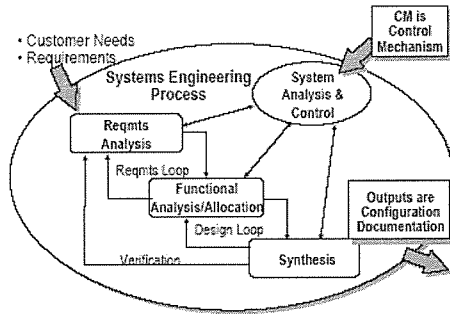 • Customer Needs
• Requirements
CM is
Control
Mechanism
Systems Engineering
Process
System
Analysis &
Control
Reqmts
Analysis
Reqmts Loop
Functional
Analysis/Allocation
Design Loop
Verification
Synthesis
Outputs are
Configuration
Documentation